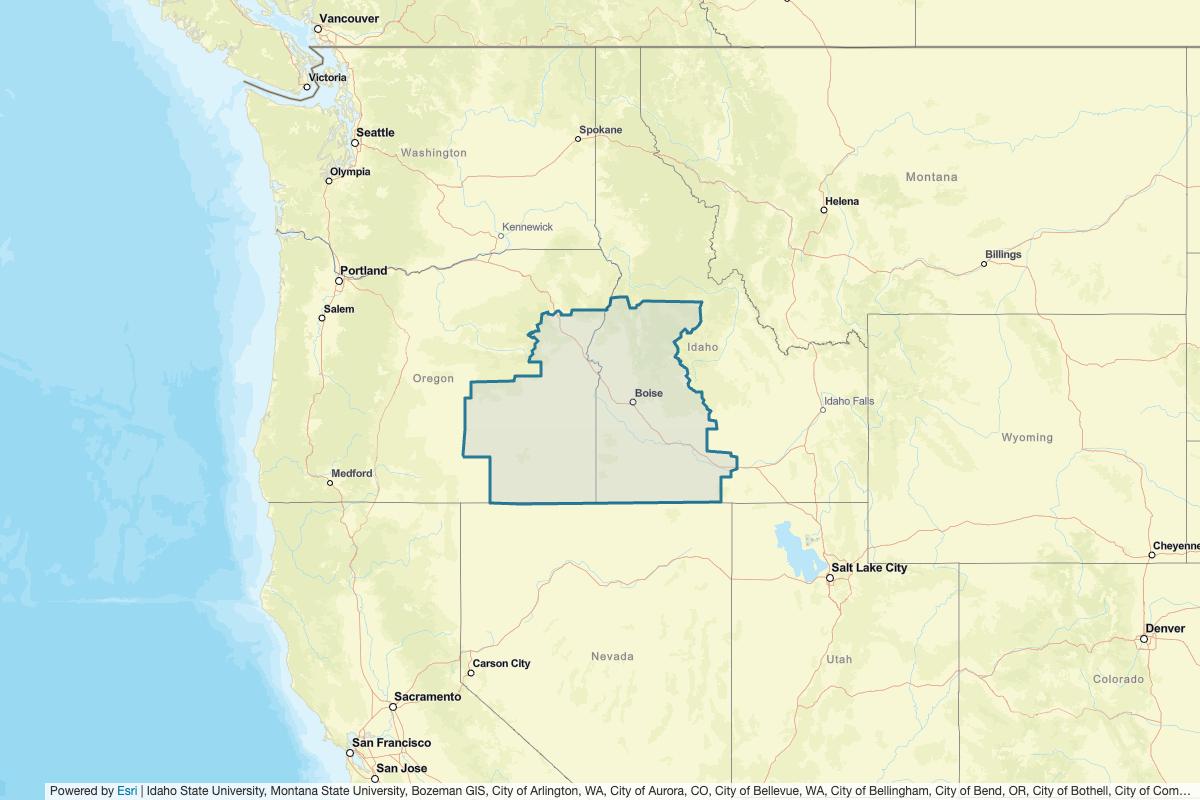 Vancouver
Victoria
Seattle
Spokane
Washington
Olympia
Montana
Helena
Kennewick
Billings
Portland
Salem
Idaho
Oregon
Boise
Idaho Falls
Wyoming
Medford
Cheyenne
Salt Lake City
Denver
Nevada
Utah
Carson City
Colorado
Sacramento
San Francisco
San Jose
Powered by Esri | Idaho State University, Montana State University, Bozeman GIS, City of Arlington, WA, City of Aurora, CO, City of Bellevue, WA, City of Bellingham, City of Bend, OR, City of Bothell, City of Com…